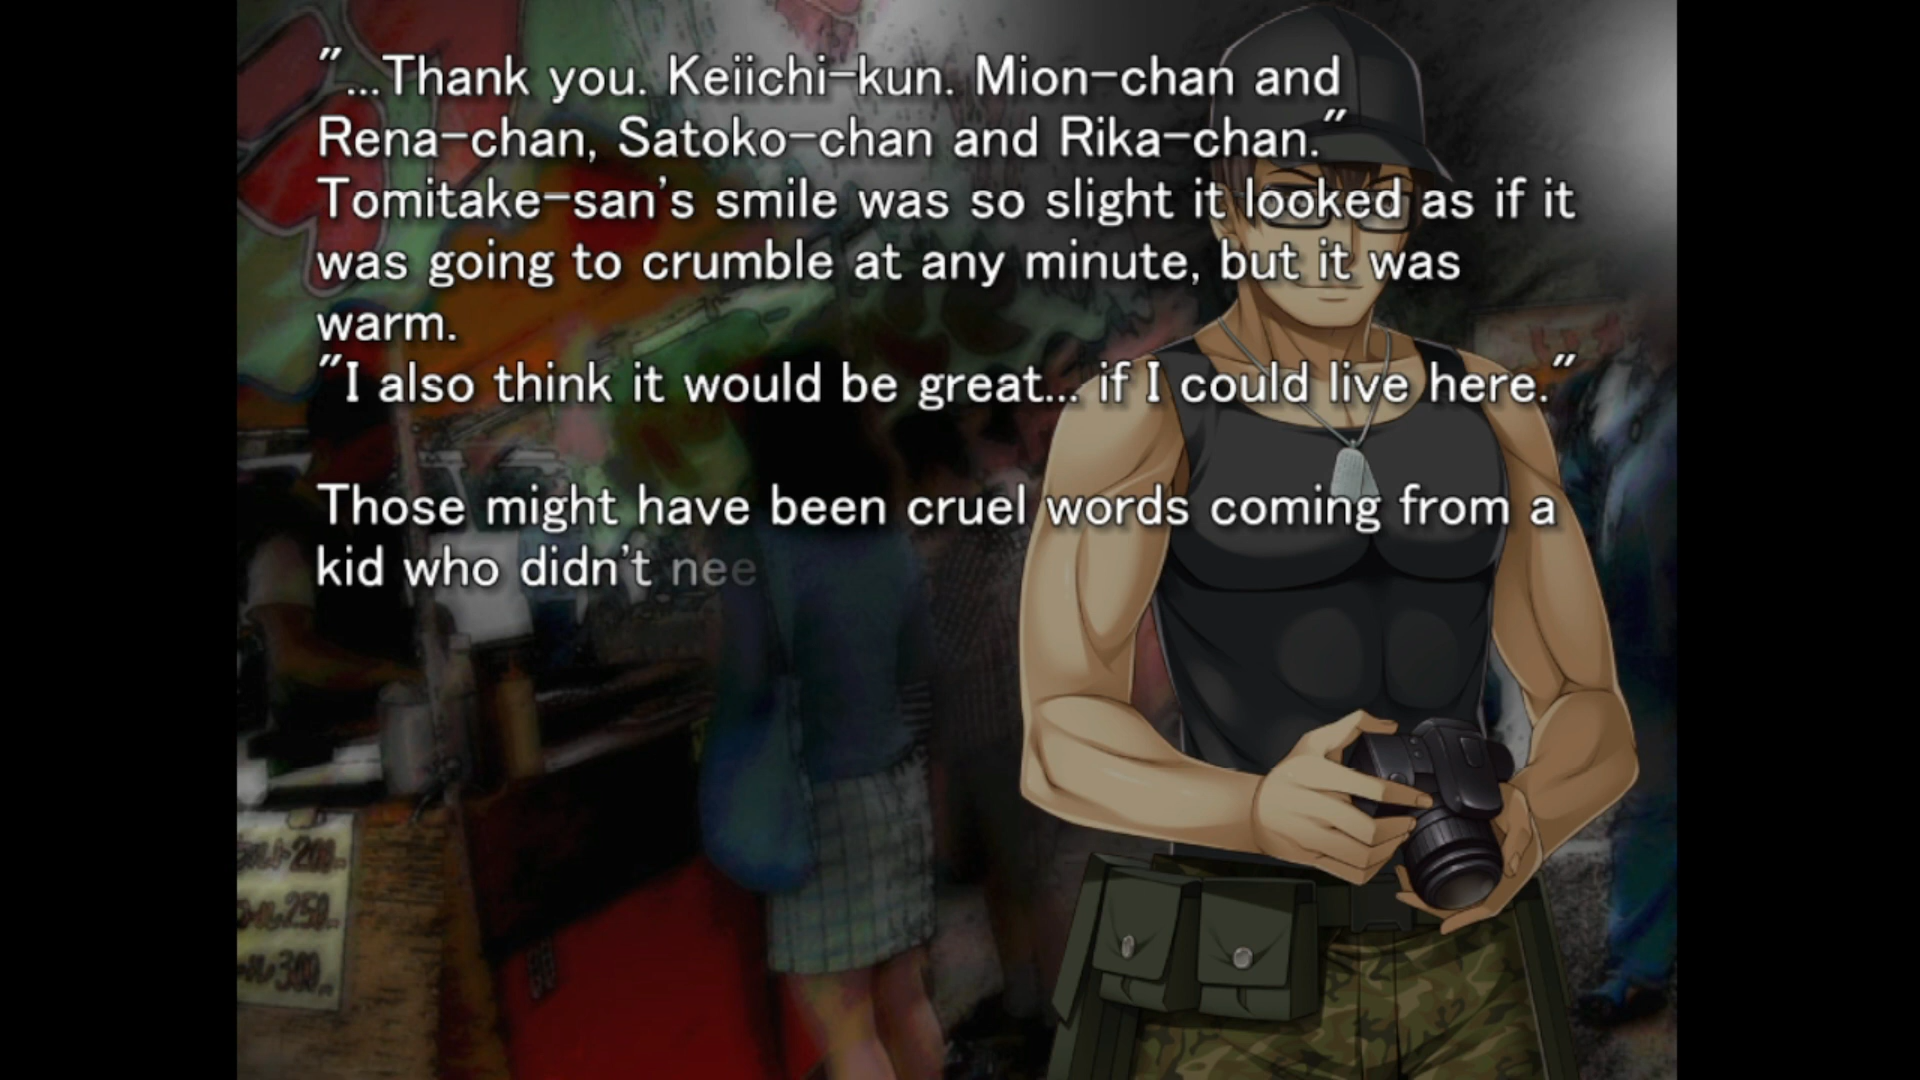 "...Thank you. Keiichi-kun. Mion-chan and
Rena-chan, Satoko-chan and Rika-chan."
Tomitake-san's smile was so slight it looked as if it
was going to crumble at any minute, but it was
warm.
"I also think it would be great... if I could live here."
Those might have been cruel words coming from a
kid who didn't nee
200
250
300